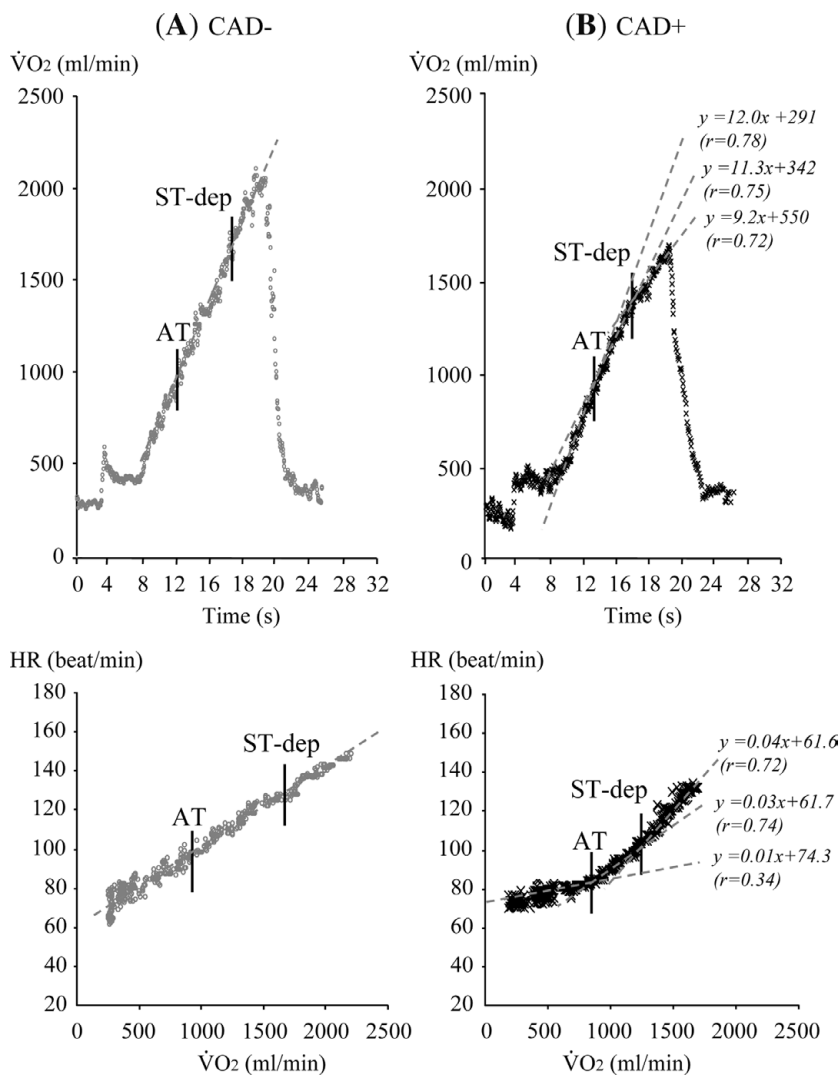 (A) CAD-
V̇O2 (ml/min)
2500
2000
1500
1000
500
0
ST-dep
AT
0 4 8 12 16 20 24 28 32
Time (s)
(B) CAD+
V̇O2 (ml/min)
2500
2000
1500
1000
500
0
y =12.0x +291
(r=0.78)
y =11.3x+342
(r=0.75)
y =9.2x+550
(r=0.72)
ST-dep
AT
0 4 8 12 16 18 20 24 28 32
Time (s)
HR (beat/min)
180
160
140
120
100
80
60
40
20
ST-dep
AT
0 500 1000 1500 2000 2500
V̇O2 (ml/min)
HR (beat/min)
180
160
140
120
100
80
60
40
20
y =0.04x+61.6
(r=0.72)
y =0.03x+61.7
(r=0.74)
y =0.01x+74.3
(r=0.34)
ST-dep
AT
0 500 1000 1500 2000 2500
V̇O2 (ml/min)